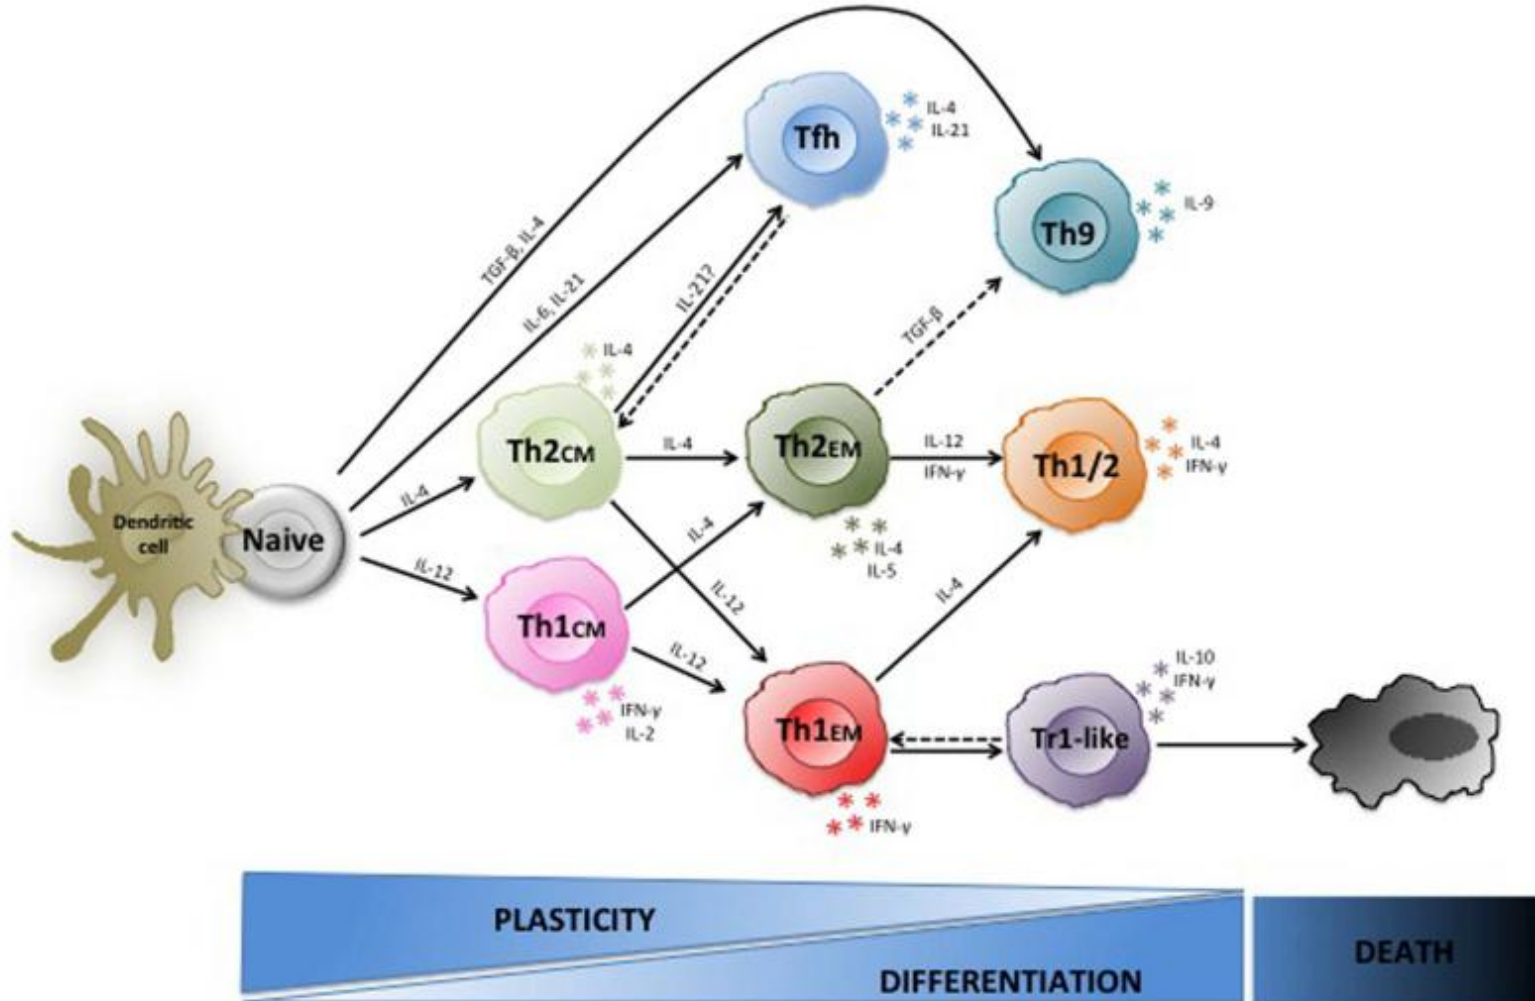 TGF-β, IL-4
IL-6, IL-21
IL-21?
Tfh
IL-4
IL-21
Th9
IL-9
TGF-β
IL-4
Th2CM
IL-4
Th2EM
IL-4
IL-5
IL-12
IFN-γ
Th1/2
IL-4
IFN-γ
Dendritic
cell
Naive
IL-4
IL-12
Th1CM
IFN-γ
IL-2
IL-4
IL-12
IL-12
Th1EM
IFN-γ
IL-4
Tr1-like
IL-10
IFN-γ
PLASTICITY
DIFFERENTIATION
DEATH